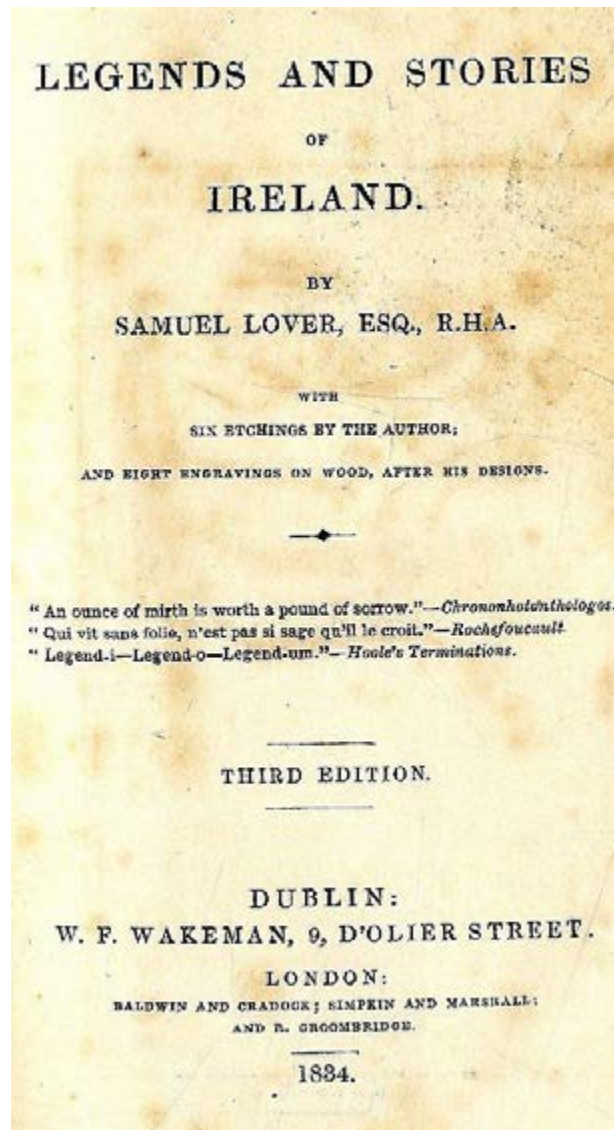 LEGENDS AND STORIES
OF
IRELAND.
BY
SAMUEL LOVER, ESQ., R.H.A.
WITH
SIX ETCHINGS BY THE AUTHOR;
AND EIGHT ENGRAVINGS ON WOOD, AFTER HIS DESIGNS.
“ An ounce of mirth is worth a pound of sorrow.”—Chrononhotonthologos.
“ Qui vit sans folie, n'est pas si sage qu'il le croit.”—Rochefoucault
“ Legend-i—Legend-o—Legend-um.”—Hoole's Terminations.
THIRD EDITION.
DUBLIN:
W. F. WAKEMAN, 9, D'OLIER STREET.
LONDON:
BALDWIN AND CRADOCK; SIMPKIN AND MARSHALL;
AND R. GROOMBRIDGE.
1834.